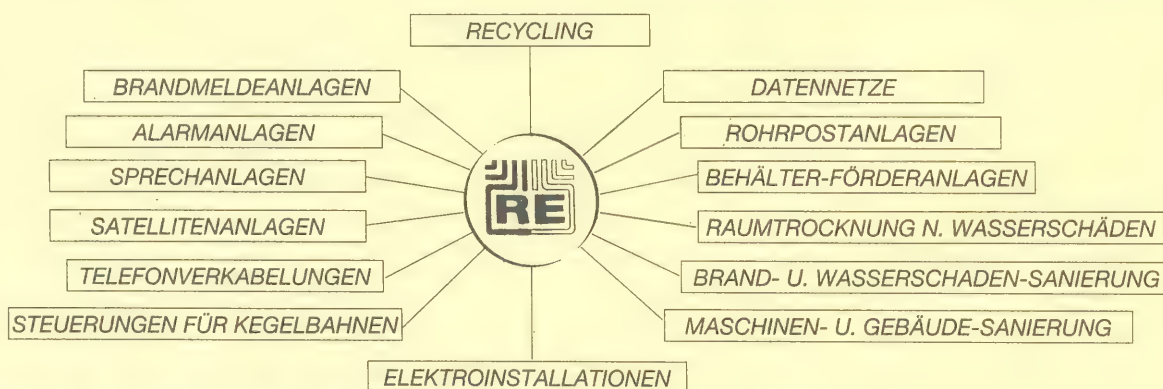 RECYCLING
BRANDMELDEANLAGEN
ALARMANLAGEN
SPRECHANLAGEN
SATELLITENANLAGEN
TELEFONVERKABELUNGEN
STEUERUNGEN FÜR KEGELBAHNEN
RE
DATENNETZE
ROHRPOSTANLAGEN
BEHÄLTER-FÖRDERANLAGEN
RAUMTROCKNUNG N. WASSERSCHÄDEN
BRAND- U. WASSERSCHADEN-SANIERUNG
MASCHINEN- U. GEBÄUDE-SANIERUNG
ELEKTROINSTALLATIONEN